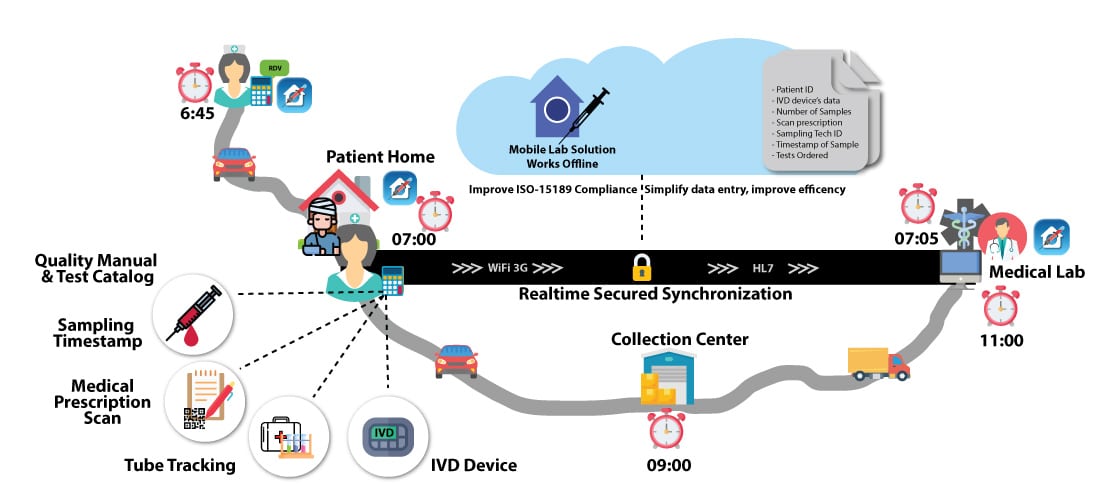 RDV
6:45
Patient Home
07:00
Mobile Lab Solution
Works Offline
- Patient ID
- IVD device's data
- Number of Samples
- Scan prescription
- Sampling Tech ID
- Timestamp of Sample
- Tests Ordered
Improve ISO-15189 Compliance
Simplify data entry, improve efficency
07:05
Medical Lab
11:00
>>> WiFi 3G >>>
>>> HL7 >>>
Realtime Secured Synchronization
Quality Manual
& Test Catalog
Sampling
Timestamp
Medical
Prescription
Scan
Tube Tracking
IVD
IVD Device
Collection Center
09:00